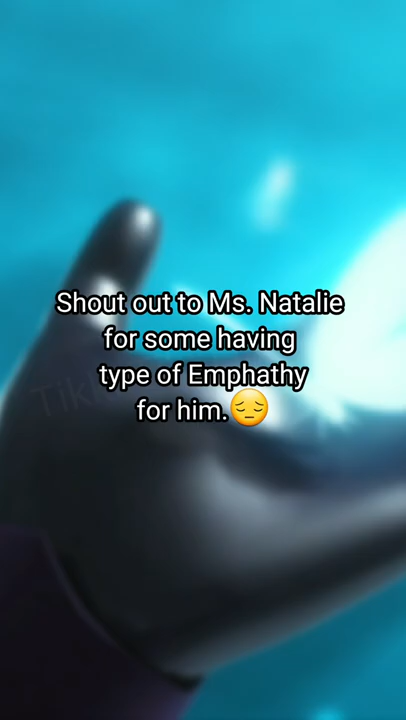 Shout out to Ms. Natalie
for some having
type of Emphathy
for him.😔